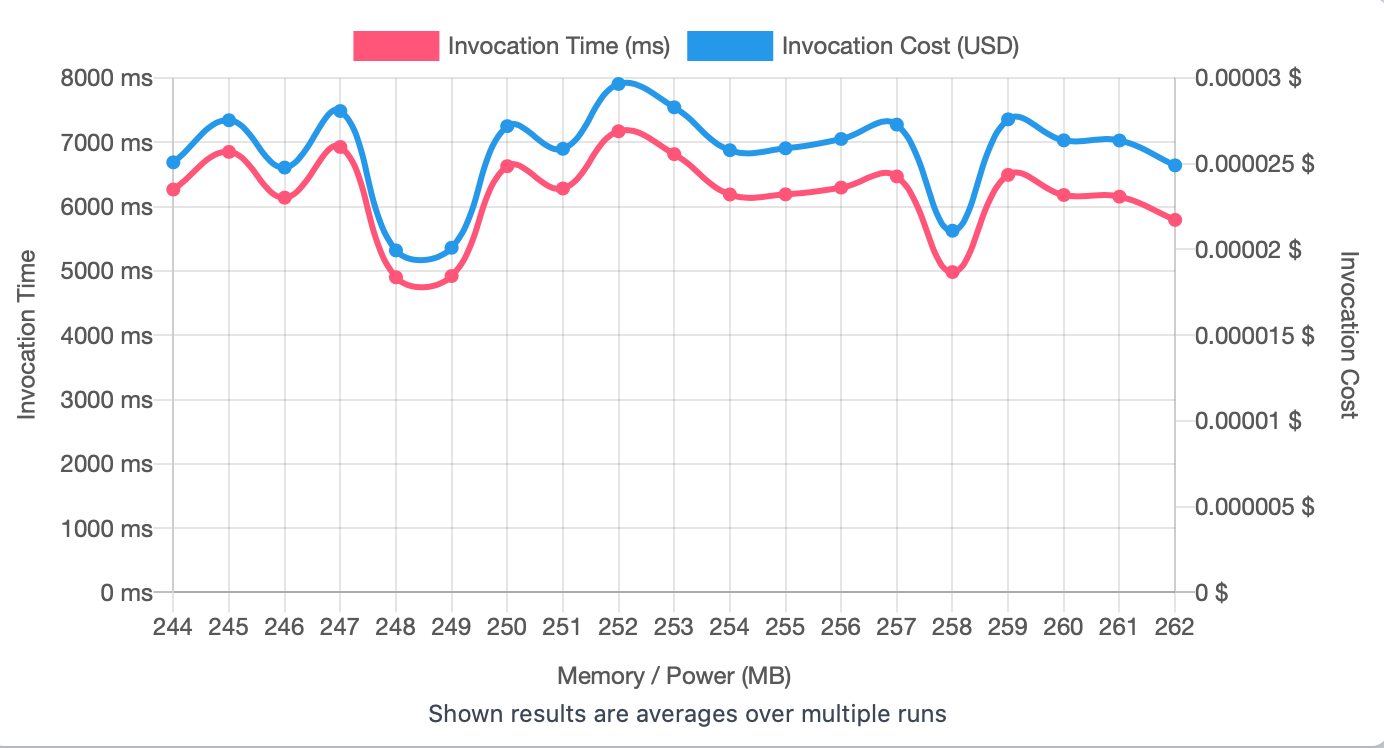 Invocation Time (ms) Invocation Cost (USD)
8000 ms 0.00003 $
7000 ms
0.000025 $
6000 ms
0.00002 $
5000 ms
4000 ms 0.000015 $
3000 ms
0.00001 $
2000 ms
0.000005 $
1000 ms
0 ms 0 $
Invocation Time
Invocation Cost
244 245 246 247 248 249 250 251 252 253 254 255 256 257 258 259 260 261 262
Memory / Power (MB)
Shown results are averages over multiple runs